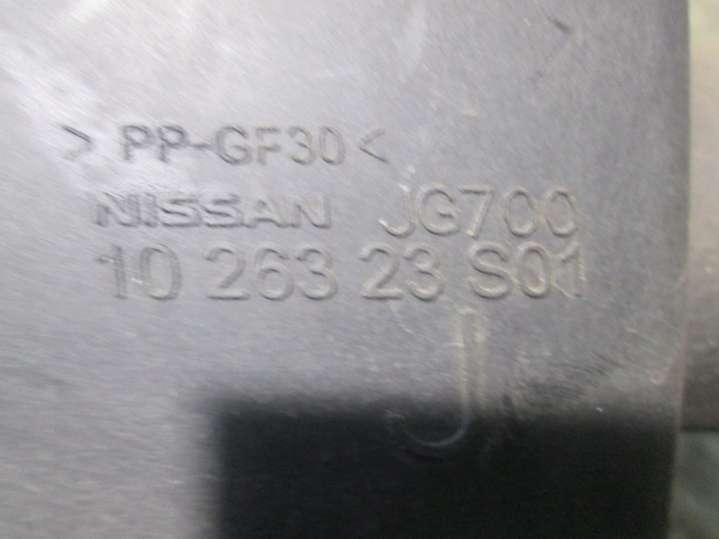 > PP-GF30 <
NISSAN JG700
10 263 23 S01
J